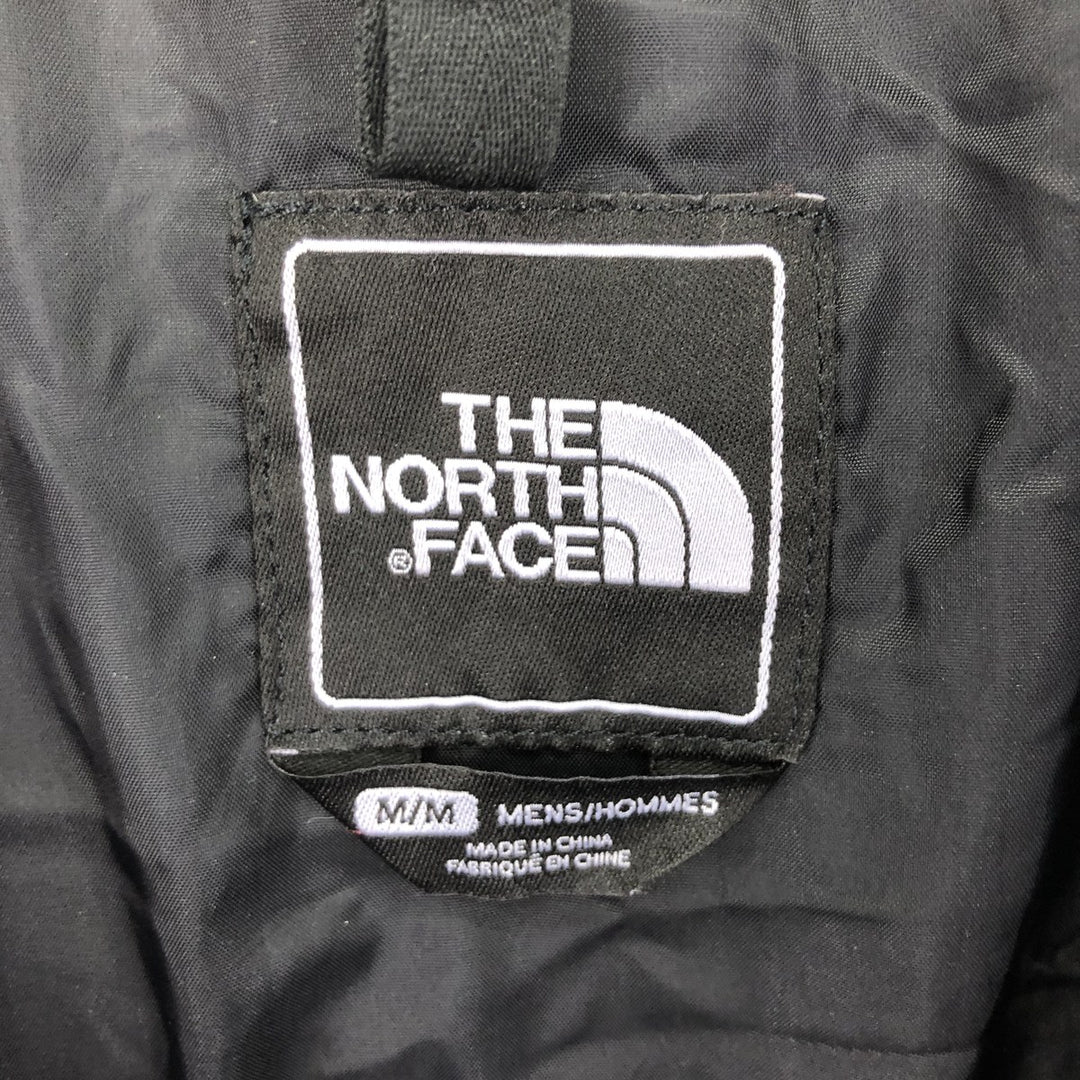 THE
NORTH
®FACE
M/M MENS/HOMMES
MADE IN CHINA
FABRIQUÉ EN CHINE